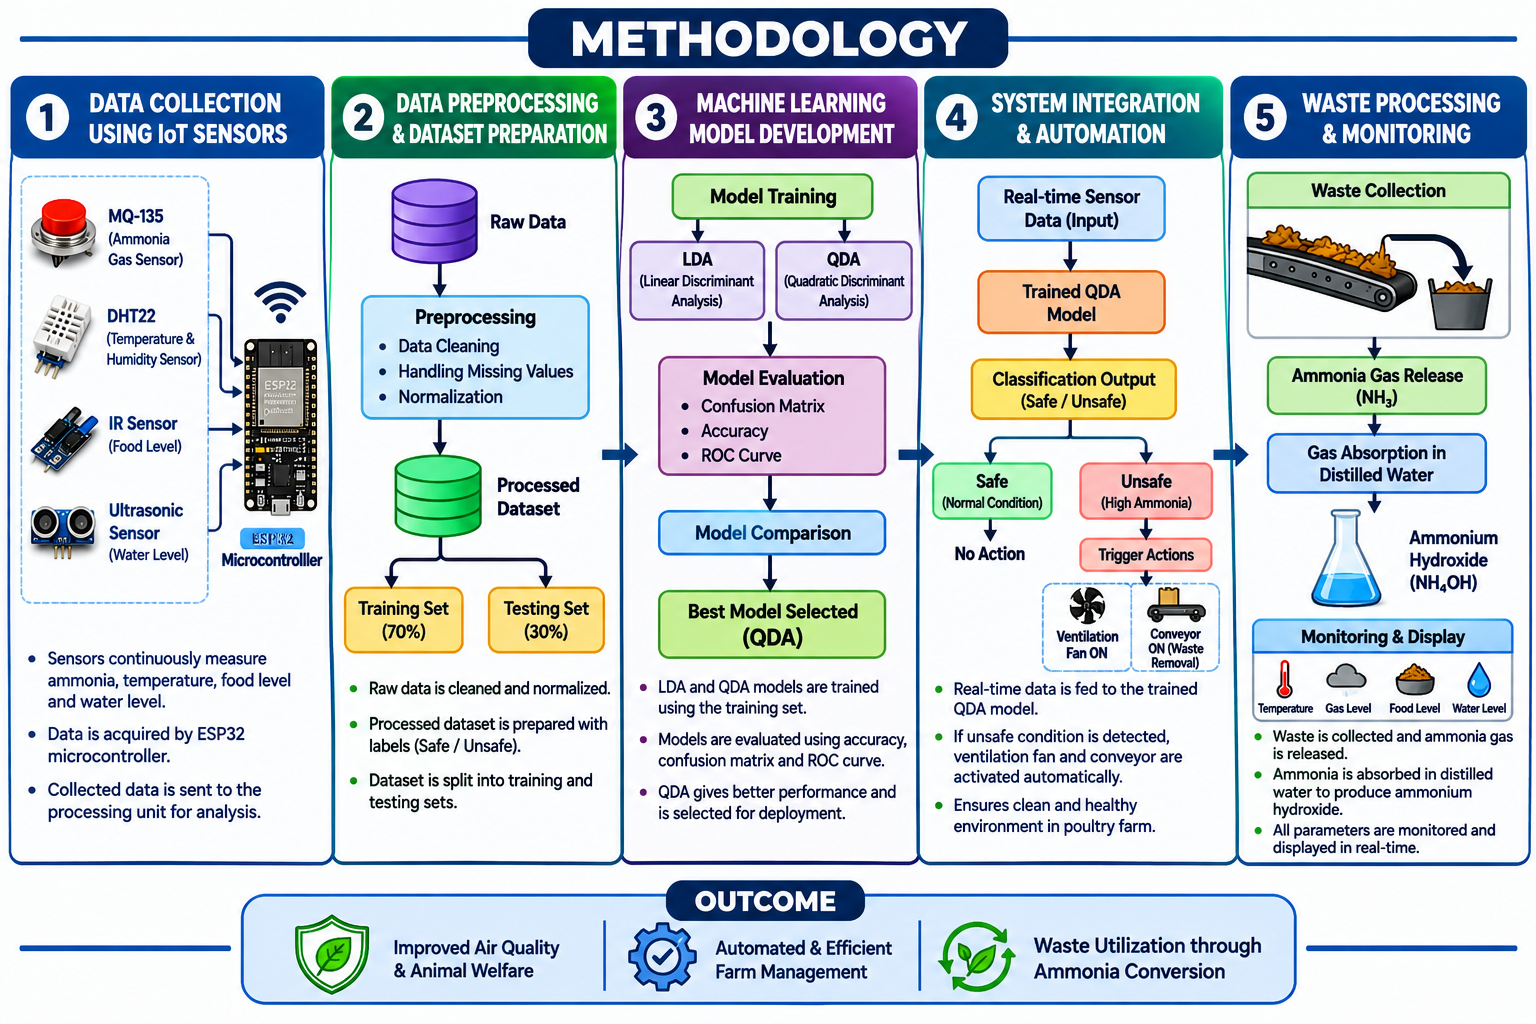 METHODOLOGY
1
DATA COLLECTION
USING IoT SENSORS
MQ-135
(Ammonia
Gas Sensor)
DHT22
(Temperature &
Humidity Sensor)
IR Sensor
(Food Level)
Ultrasonic
Sensor
(Water Level)
ESP32
Microcontrolller
• Sensors continuously measure
ammonia, temperature, food level
and water level.
• Data is acquired by ESP32
microcontroller.
• Collected data is sent to the
processing unit for analysis.
2
DATA PREPROCESSING
& DATASET PREPARATION
Raw Data
Preprocessing
• Data Cleaning
• Handling Missing Values
• Normalization
Processed
Dataset
Training Set
(70%)
Testing Set
(30%)
• Raw data is cleaned and normalized.
• Processed dataset is prepared with
labels (Safe / Unsafe).
• Dataset is split into training and
testing sets.
3
MACHINE LEARNING
MODEL DEVELOPMENT
Model Training
LDA
(Linear Discriminant
Analysis)
QDA
(Quadratic Discriminant
Analysis)
Model Evaluation
• Confusion Matrix
• Accuracy
• ROC Curve
Model Comparison
Best Model Selected
(QDA)
• LDA and QDA models are trained
using the training set.
• Models are evaluated using accuracy,
confusion matrix and ROC curve.
• QDA gives better performance and
is selected for deployment.
4
SYSTEM INTEGRATION
& AUTOMATION
Real-time Sensor
Data (Input)
Trained QDA
Model
Classification Output
(Safe / Unsafe)
Safe
(Normal Condition)
No Action
Unsafe
(High Ammonia)
Trigger Actions
Ventilation
Fan ON
Conveyor
ON (Waste
Removal)
• Real-time data is fed to the trained
QDA model.
• If unsafe condition is detected,
ventilation fan and conveyor are
activated automatically.
• Ensures clean and healthy
environment in poultry farm.
5
WASTE PROCESSING
& MONITORING
Waste Collection
Ammonia Gas Release
(NH₃)
Gas Absorption in
Distilled Water
Ammonium
Hydroxide
(NH₄OH)
Monitoring & Display
Temperature
Gas Level
Food Level
Water Level
• Waste is collected and ammonia gas
is released.
• Ammonia is absorbed in distilled
water to produce ammonium
hydroxide.
• All parameters are monitored and
displayed in real-time.
OUTCOME
Improved Air Quality
& Animal Welfare
Automated & Efficient
Farm Management
Waste Utilization through
Ammonia Conversion